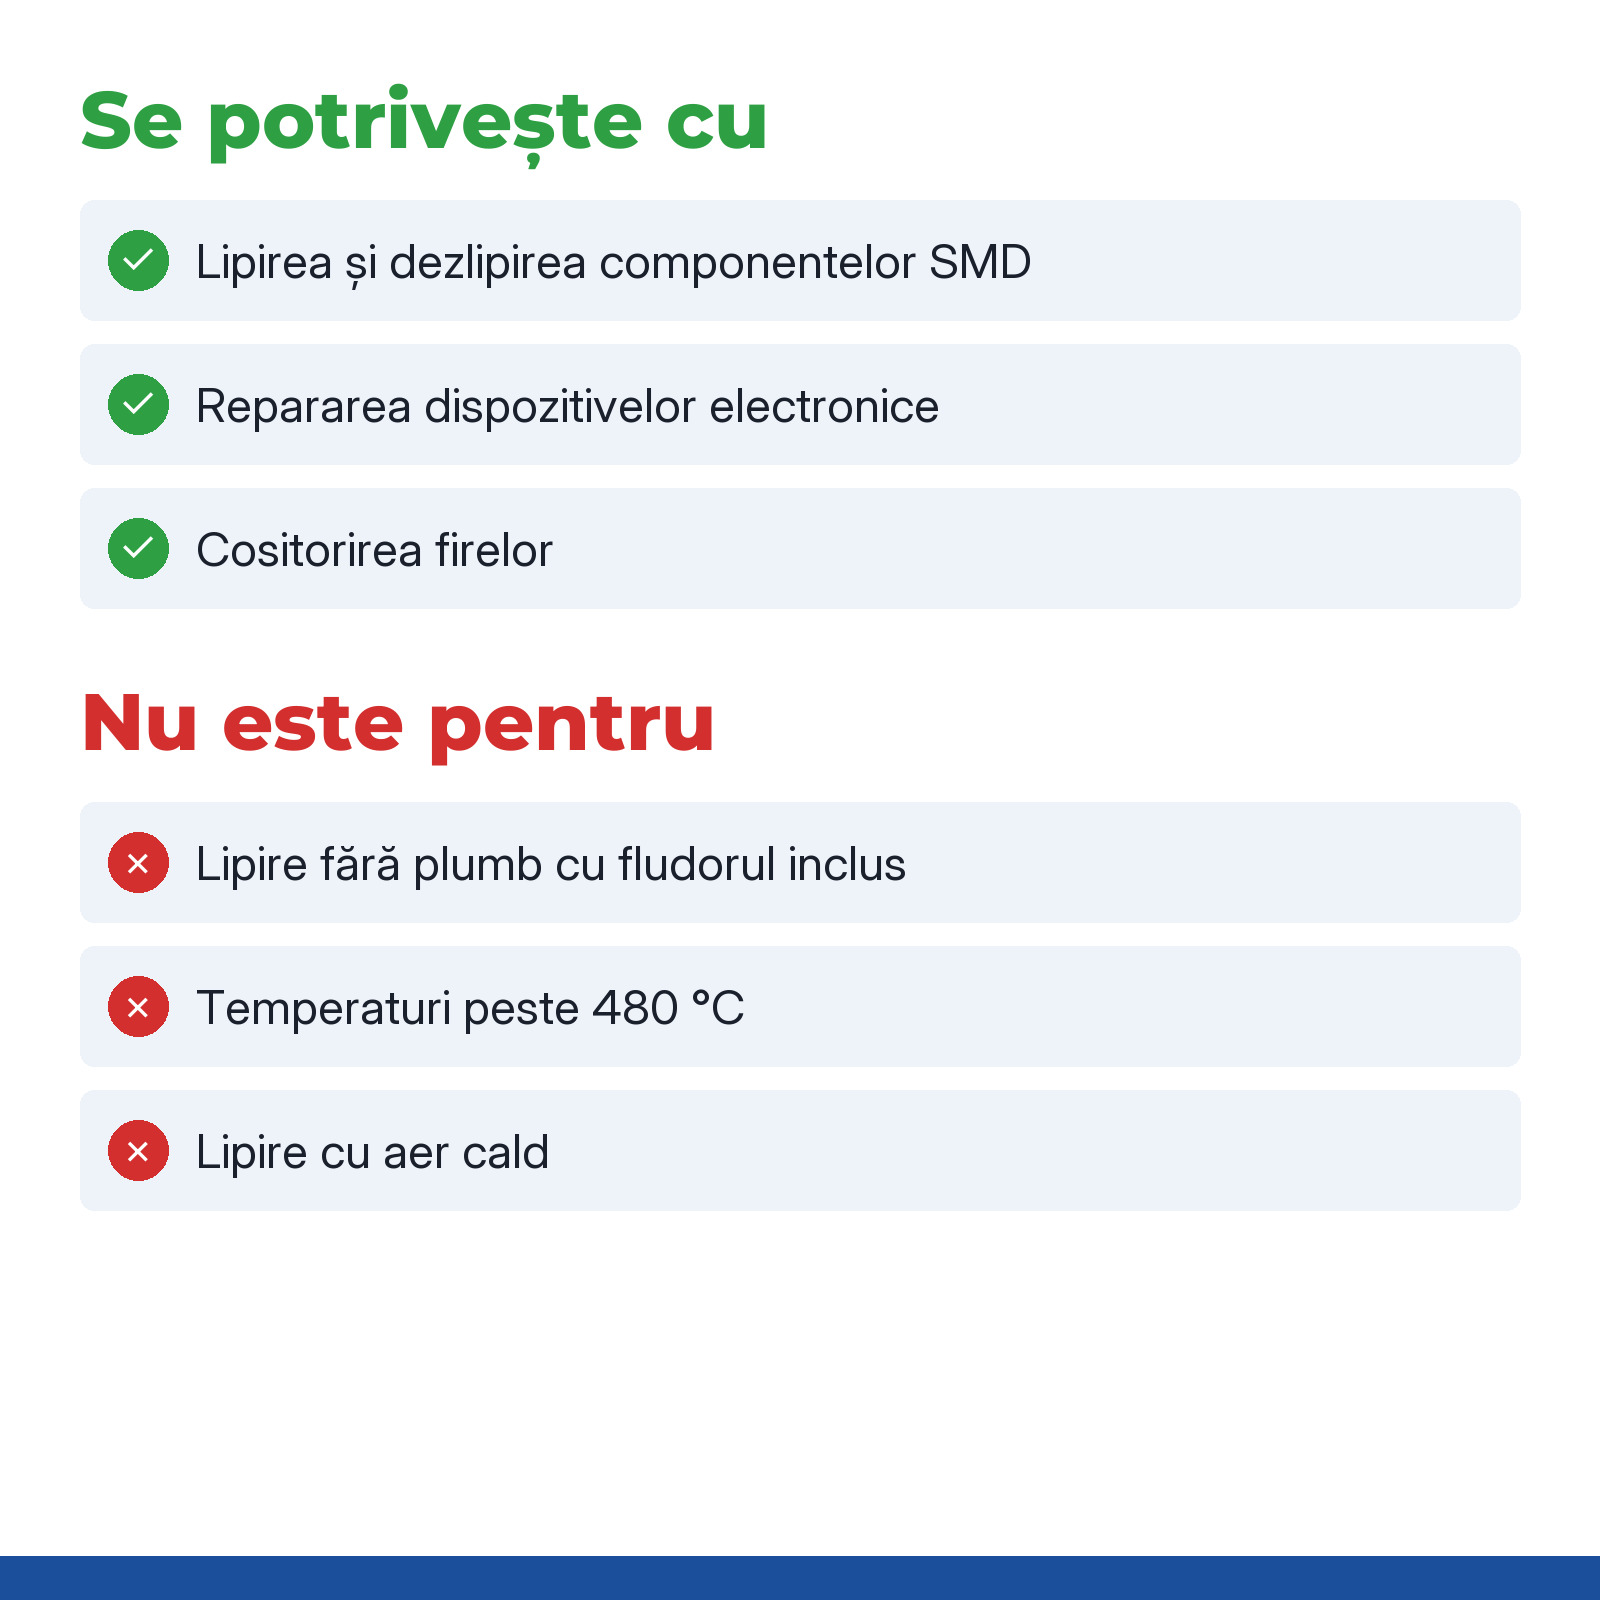 Se potrivește cu
Lipirea și dezlipirea componentelor SMD
Repararea dispozitivelor electronice
Cositorirea firelor
Nu este pentru
Lipire fără plumb cu fludorul inclus
Temperaturi peste 480 °C
Lipire cu aer cald